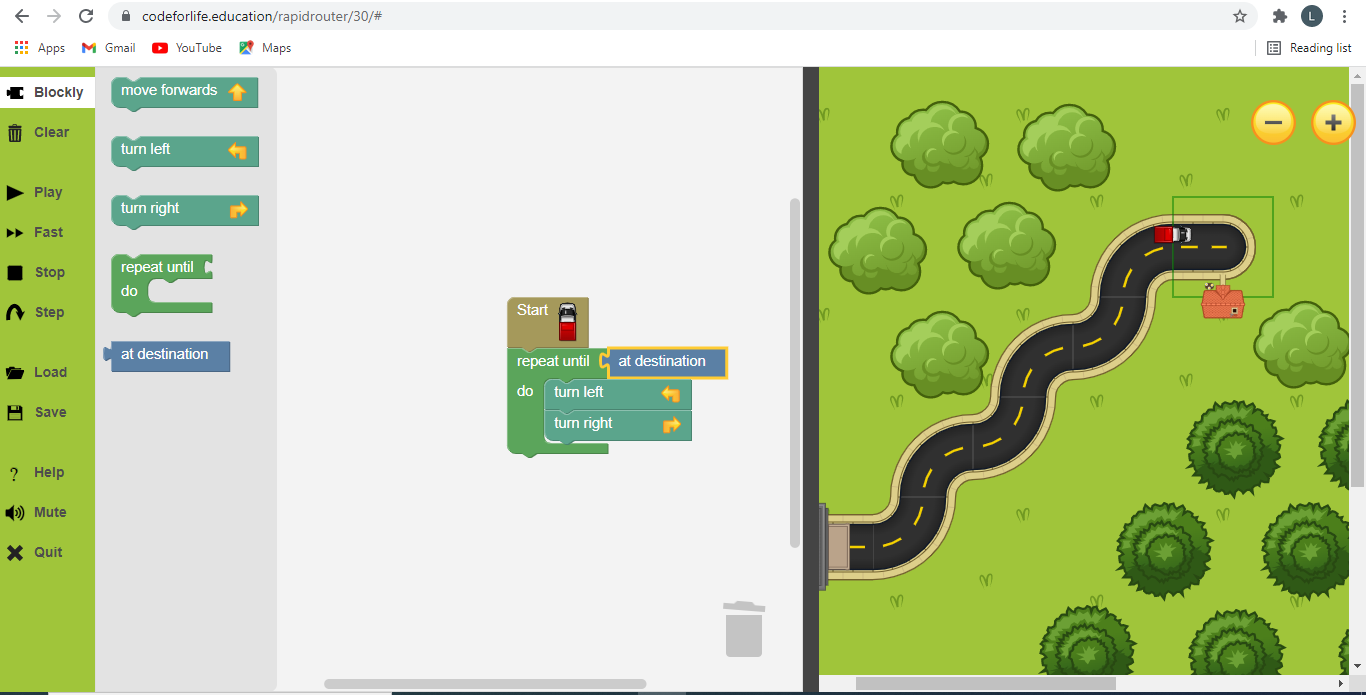 codeforlife.education/rapidrouter/30/#
L
Apps
Gmail
YouTube
Maps
Reading list
Blockly
Clear
Play
Fast
Stop
Step
Load
Save
? Help
Mute
Quit
move forwards
turn left
turn right
repeat until
do
at destination
Start
repeat until at destination
do turn left
turn right